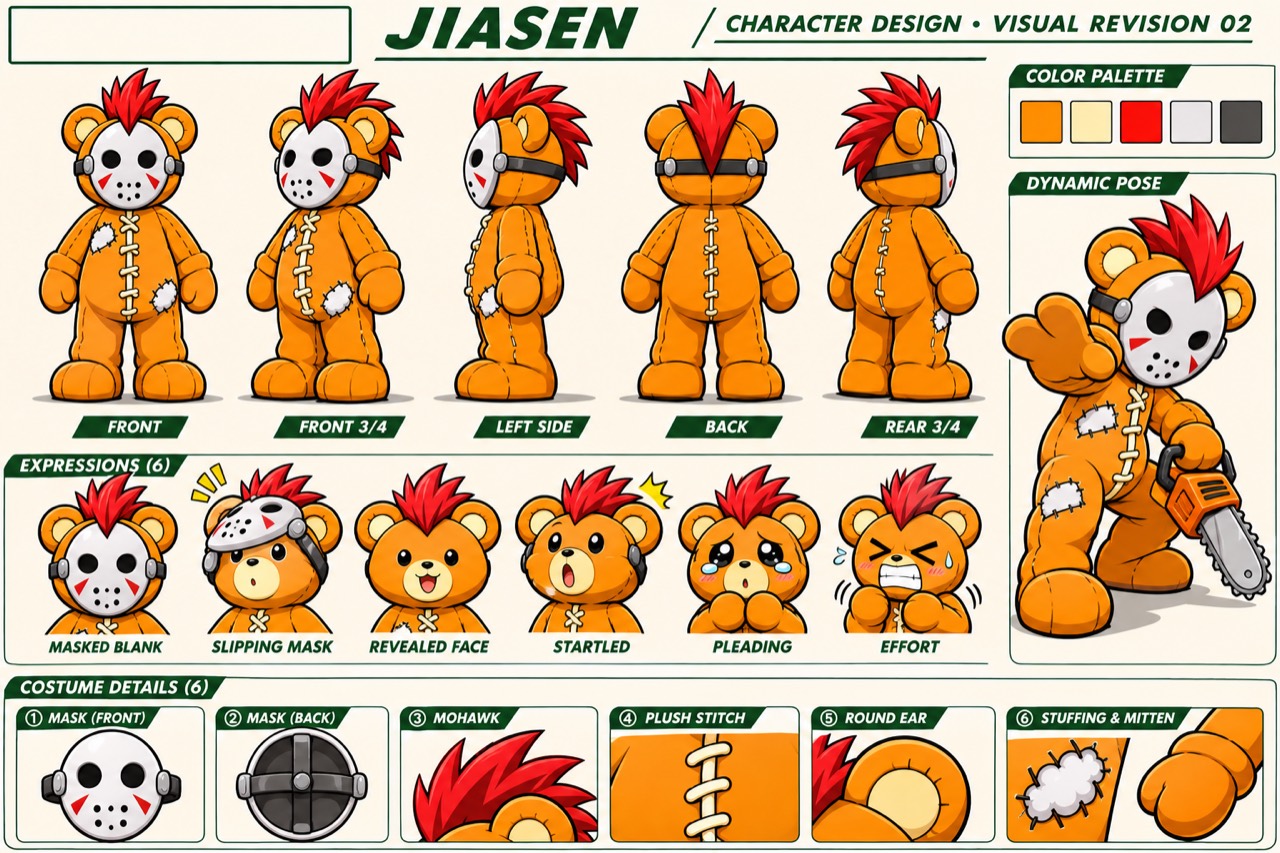 JIASEN
/ CHARACTER DESIGN • VISUAL REVISION 02
COLOR PALETTE
DYNAMIC POSE
FRONT
FRONT 3/4
LEFT SIDE
BACK
REAR 3/4
EXPRESSIONS (6)
MASKED BLANK
SLIPPING MASK
REVEALED FACE
STARTLED
PLEADING
EFFORT
COSTUME DETAILS (6)
① MASK (FRONT)
② MASK (BACK)
③ MOHAWK
④ PLUSH STITCH
⑤ ROUND EAR
⑥ STUFFING & MITTEN